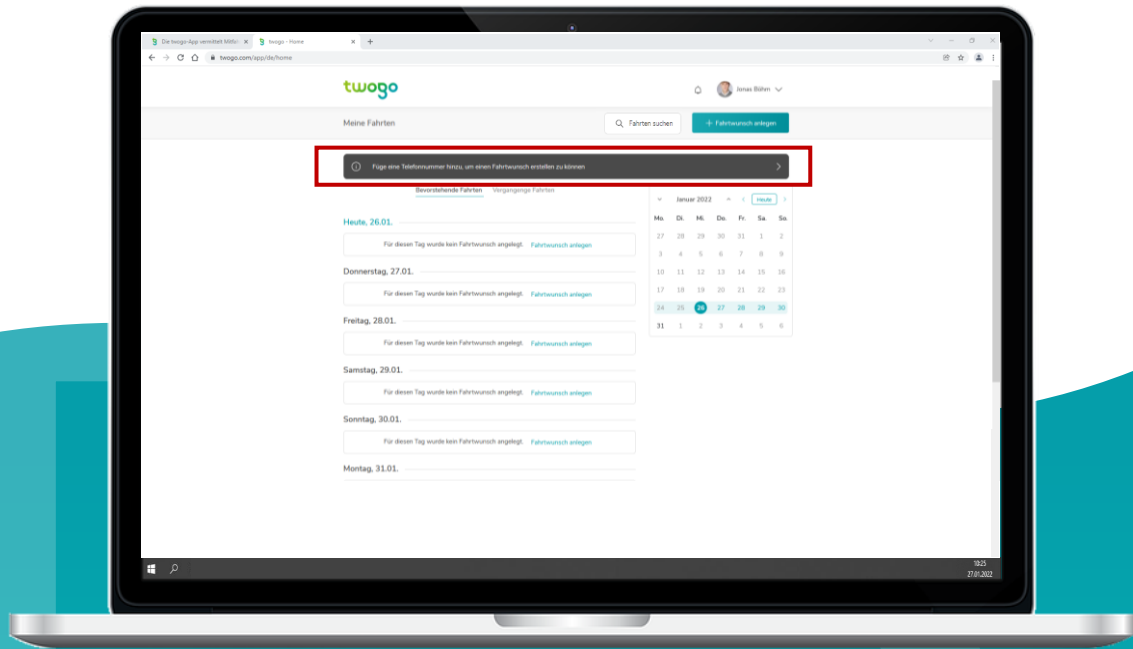 Die twogo-App vermittelt Mitfa
twogo - Home
twogo.com/app/de/home
twogo
Jonas Böhm
Meine Fahrten
Fahrten suchen
+ Fahrtwunsch anlegen
Füge eine Telefonnummer hinzu, um einen Fahrtwunsch erstellen zu können
Bevorstehende Fahrten Vergangenge Fahrten
Januar 2022 Heute
Mo. Di. Mi. Do. Fr. Sa. So.
27 28 29 30 31 1 2
3 4 5 6 7 8 9
10 11 12 13 14 15 16
17 18 19 20 21 22 23
24 25 26 27 28 29 30
31 1 2 3 4 5 6
Heute, 26.01.
Für diesen Tag wurde kein Fahrtwunsch angelegt. Fahrtwunsch anlegen
Donnerstag, 27.01.
Für diesen Tag wurde kein Fahrtwunsch angelegt. Fahrtwunsch anlegen
Freitag, 28.01.
Für diesen Tag wurde kein Fahrtwunsch angelegt. Fahrtwunsch anlegen
Samstag, 29.01.
Für diesen Tag wurde kein Fahrtwunsch angelegt. Fahrtwunsch anlegen
Sonntag, 30.01.
Für diesen Tag wurde kein Fahrtwunsch angelegt. Fahrtwunsch anlegen
Montag, 31.01.
10:25
27.01.2022